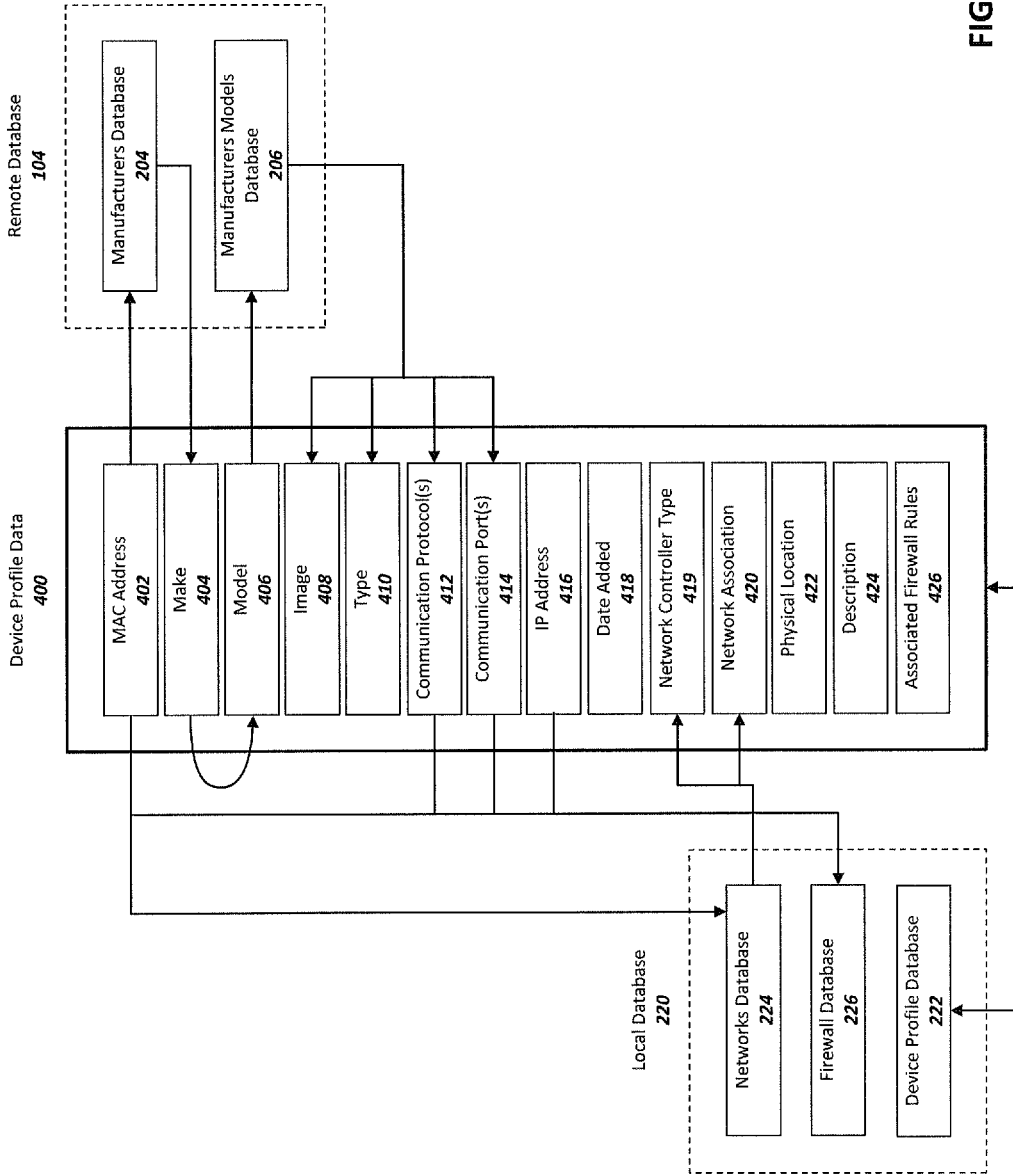 Remote Database
104
Manufacturers Database
204
Manufacturers Models
Database
206
Device Profile Data
400
MAC Address
402
Make
404
Model
406
Image
408
Type
410
Communication Protocol(s)
412
Communication Port(s)
414
IP Address
416
Date Added
418
Network Controller Type
419
Network Association
420
Physical Location
422
Description
424
Associated Firewall Rules
426
Local Database
220
Networks Database
224
Firewall Database
226
Device Profile Database
222
FIG